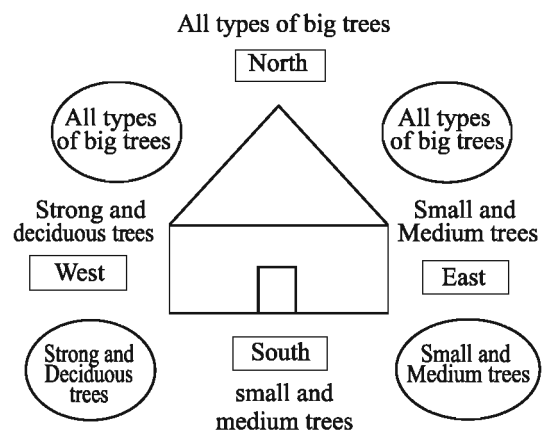 All types of big trees
North
All types
of big trees
All types
of big trees
Strong and
deciduous trees
Small and
Medium trees
West
East
Strong and
Deciduous
trees
South
Small and
Medium trees
small and
medium trees